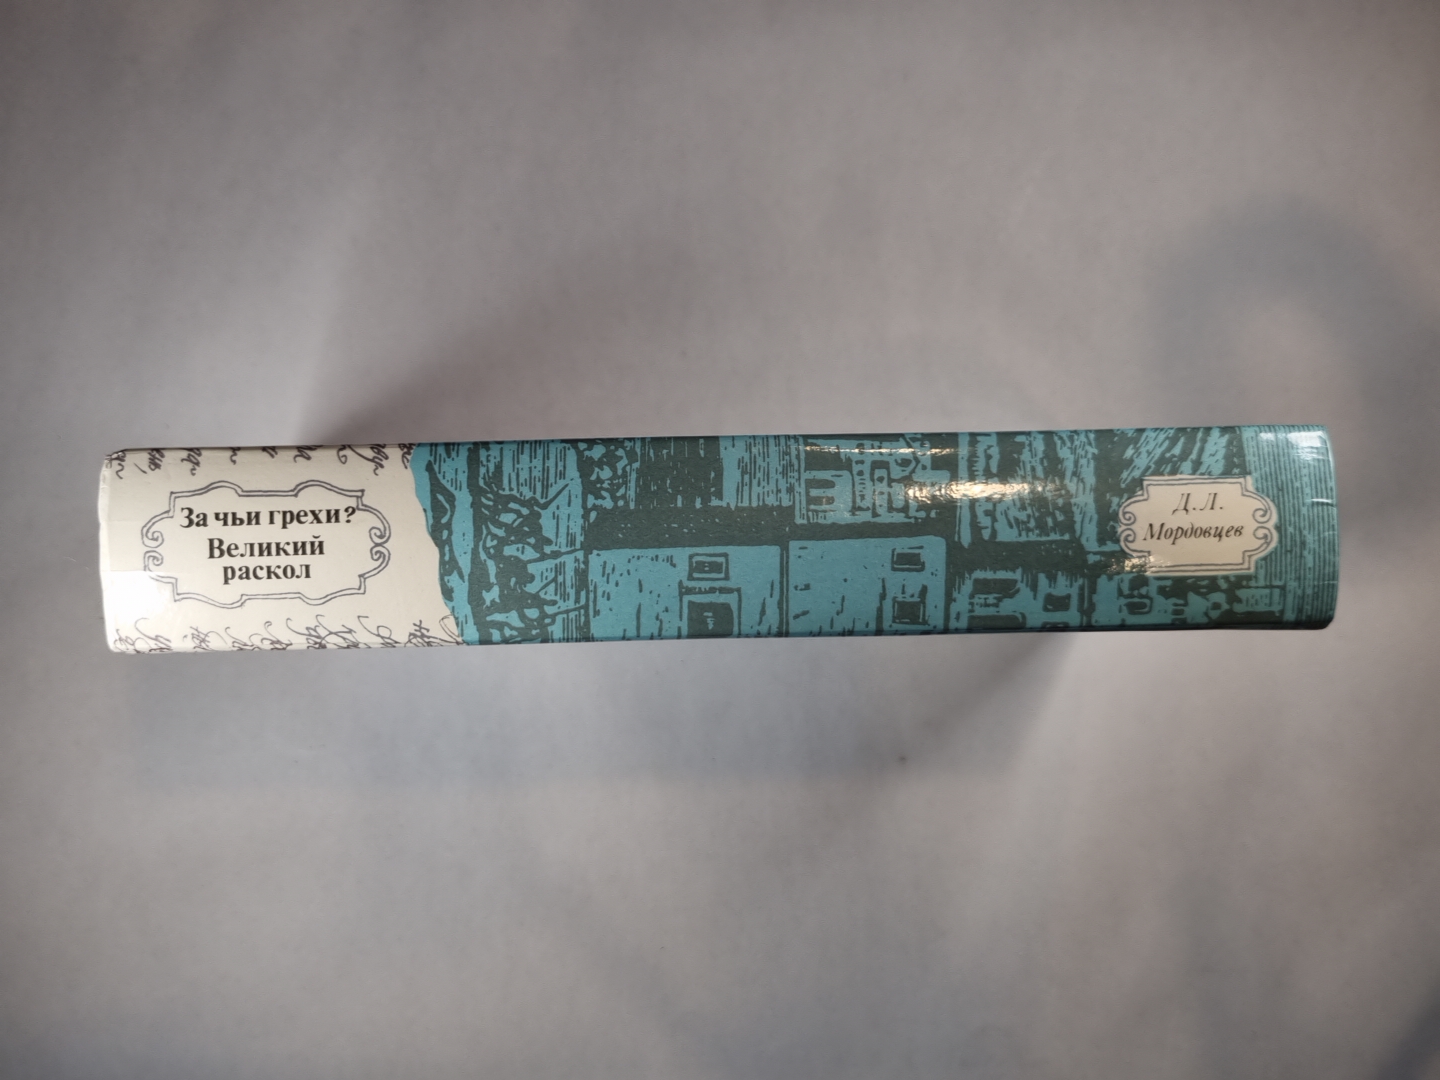 За чьи грехи?
Великий
раскол
Д. Л.
Мордовцев